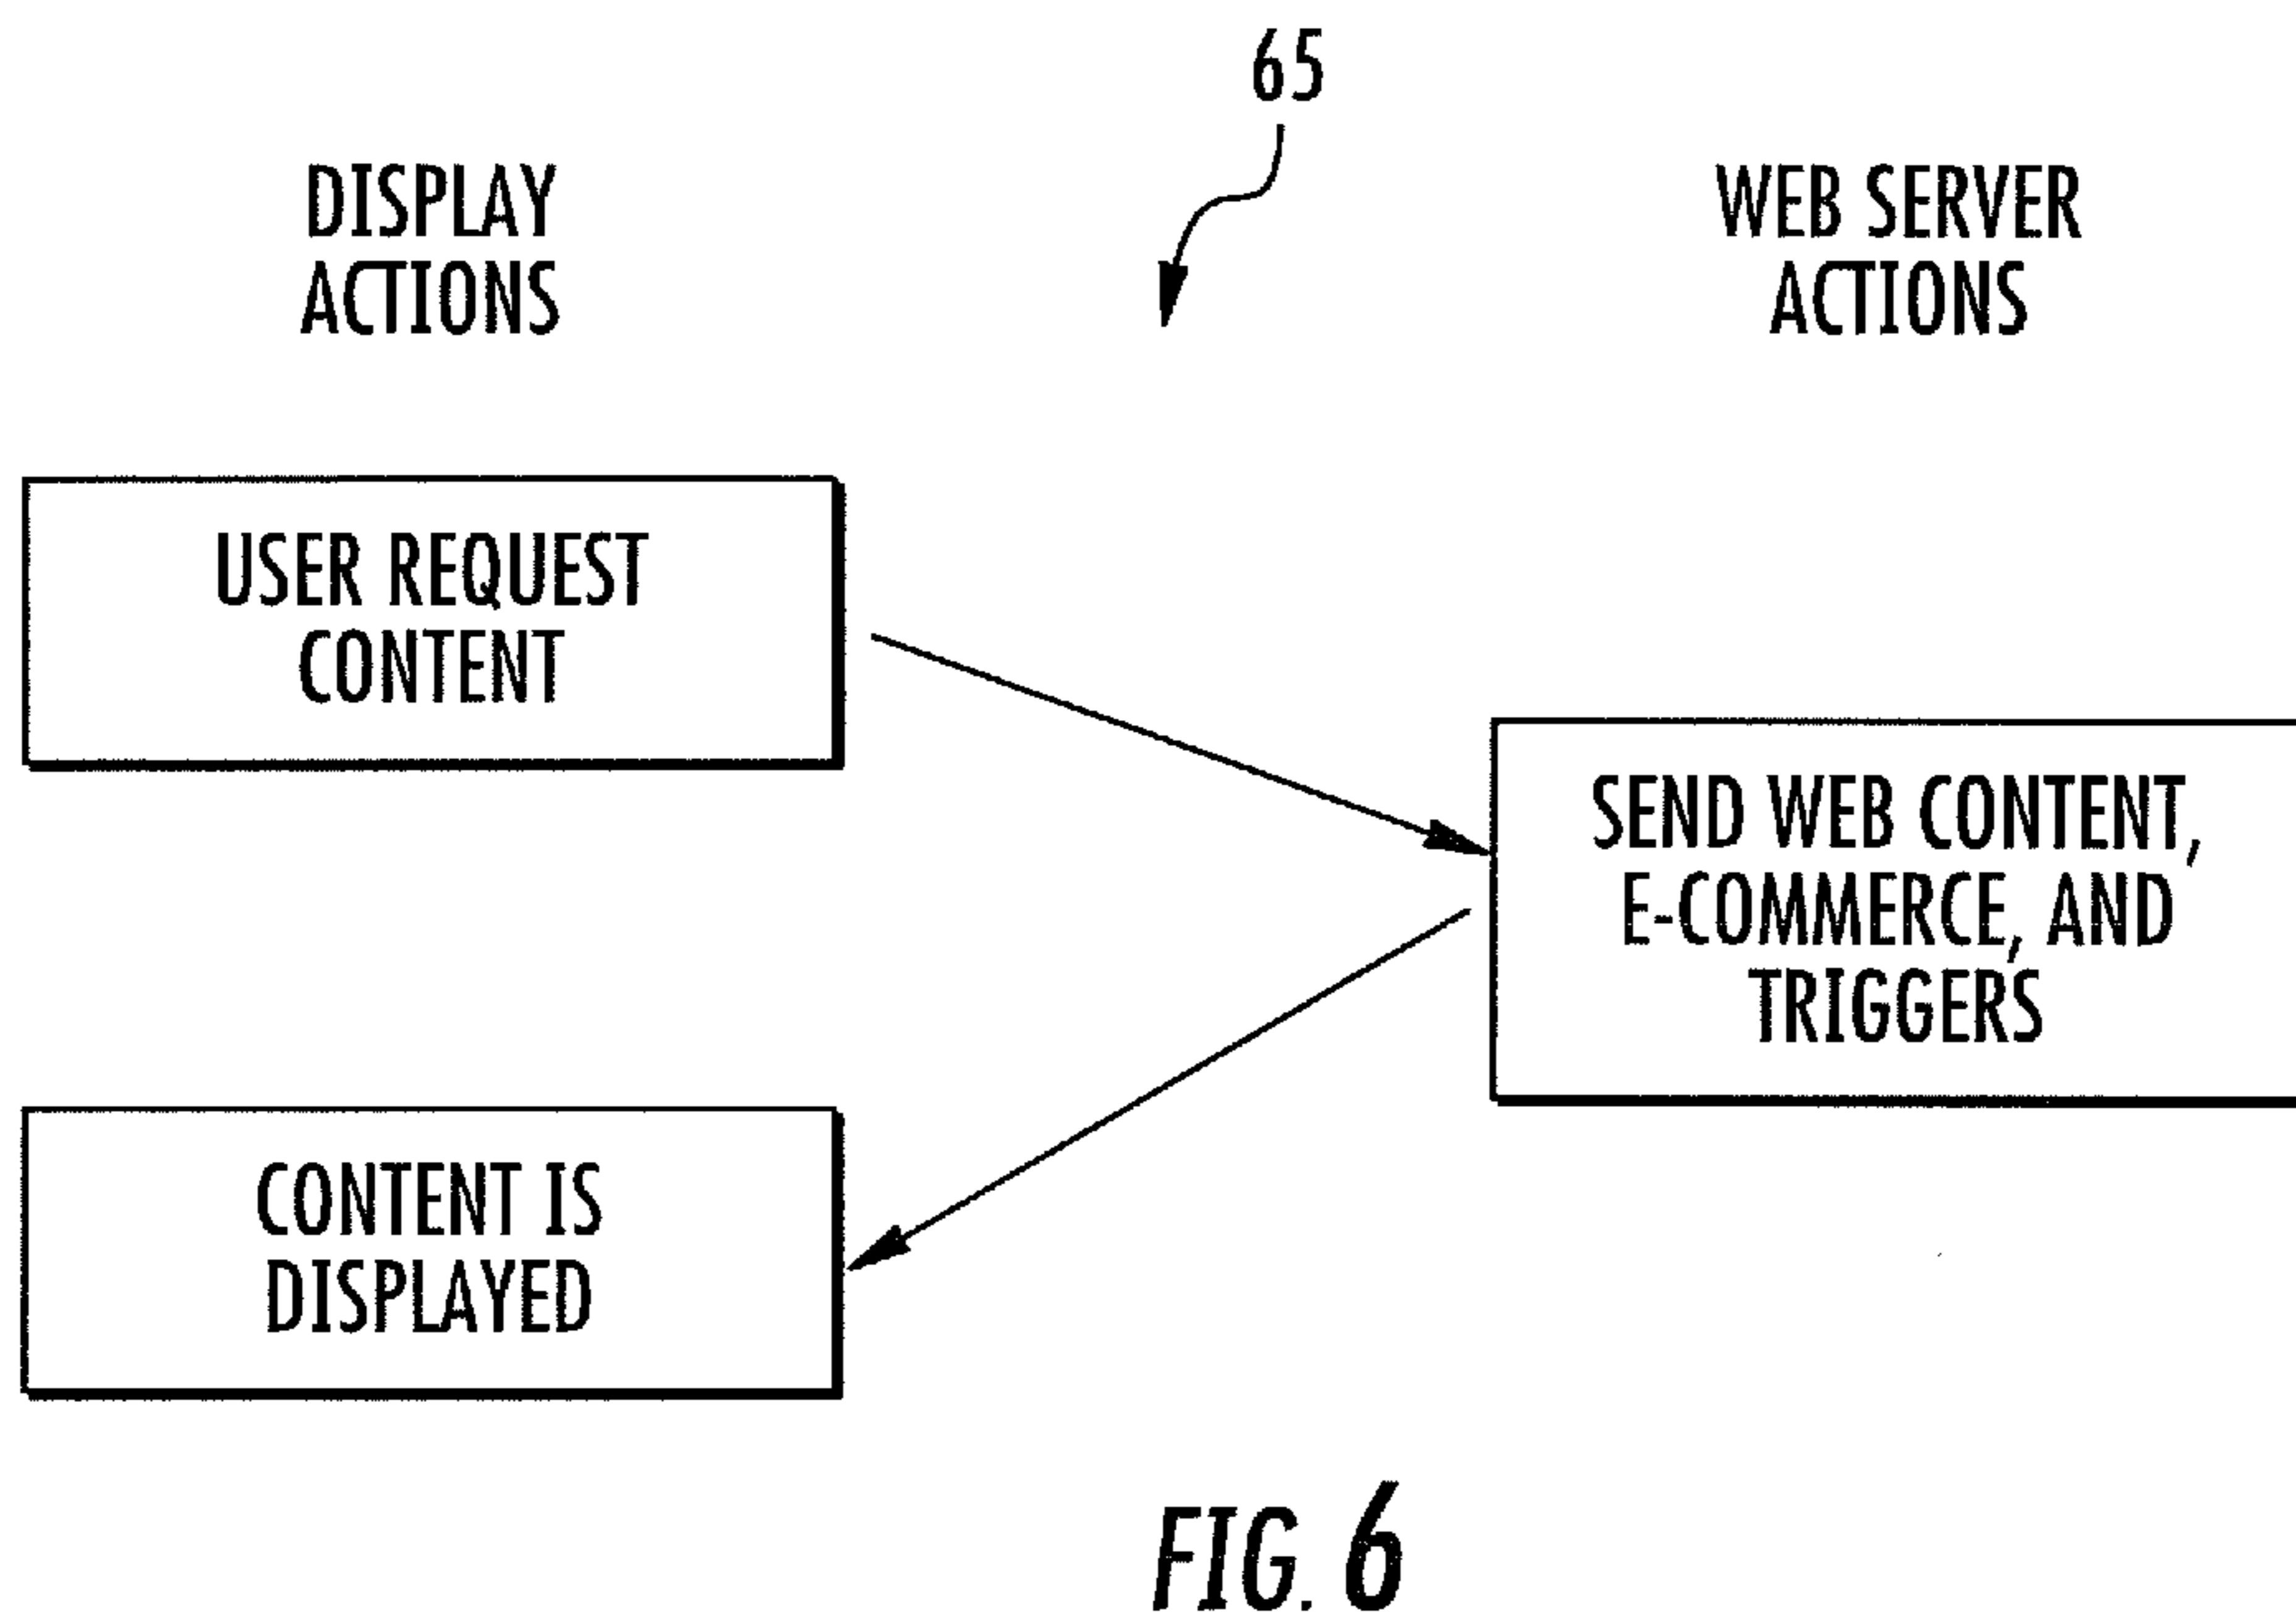 65
DISPLAY
ACTIONS
WEB SERVER
ACTIONS
USER REQUEST
CONTENT
SEND WEB CONTENT,
E-COMMERCE, AND
TRIGGERS
CONTENT IS
DISPLAYED
FIG. 6